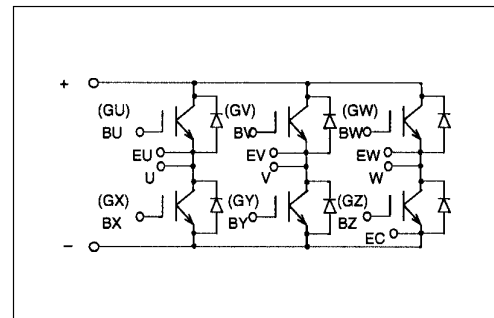 +
(GU) (GV) (GW)
BU BV BW
EU EV EW
U V W
(GX) (GY) (GZ)
BX BY BZ
EC
−